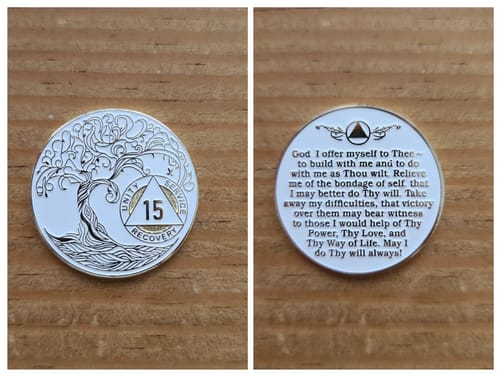 UNITY
SERVICE
15
RECOVERY
God I offer myself to Thee –
to build with me and to do
with me as Thou wilt. Relieve
me of the bondage of self, that
I may better do Thy will. Take
away my difficulties, that victory
over them may bear witness
to those I would help of Thy
Power, Thy Love, and
Thy Way of Life. May I
do Thy will always!